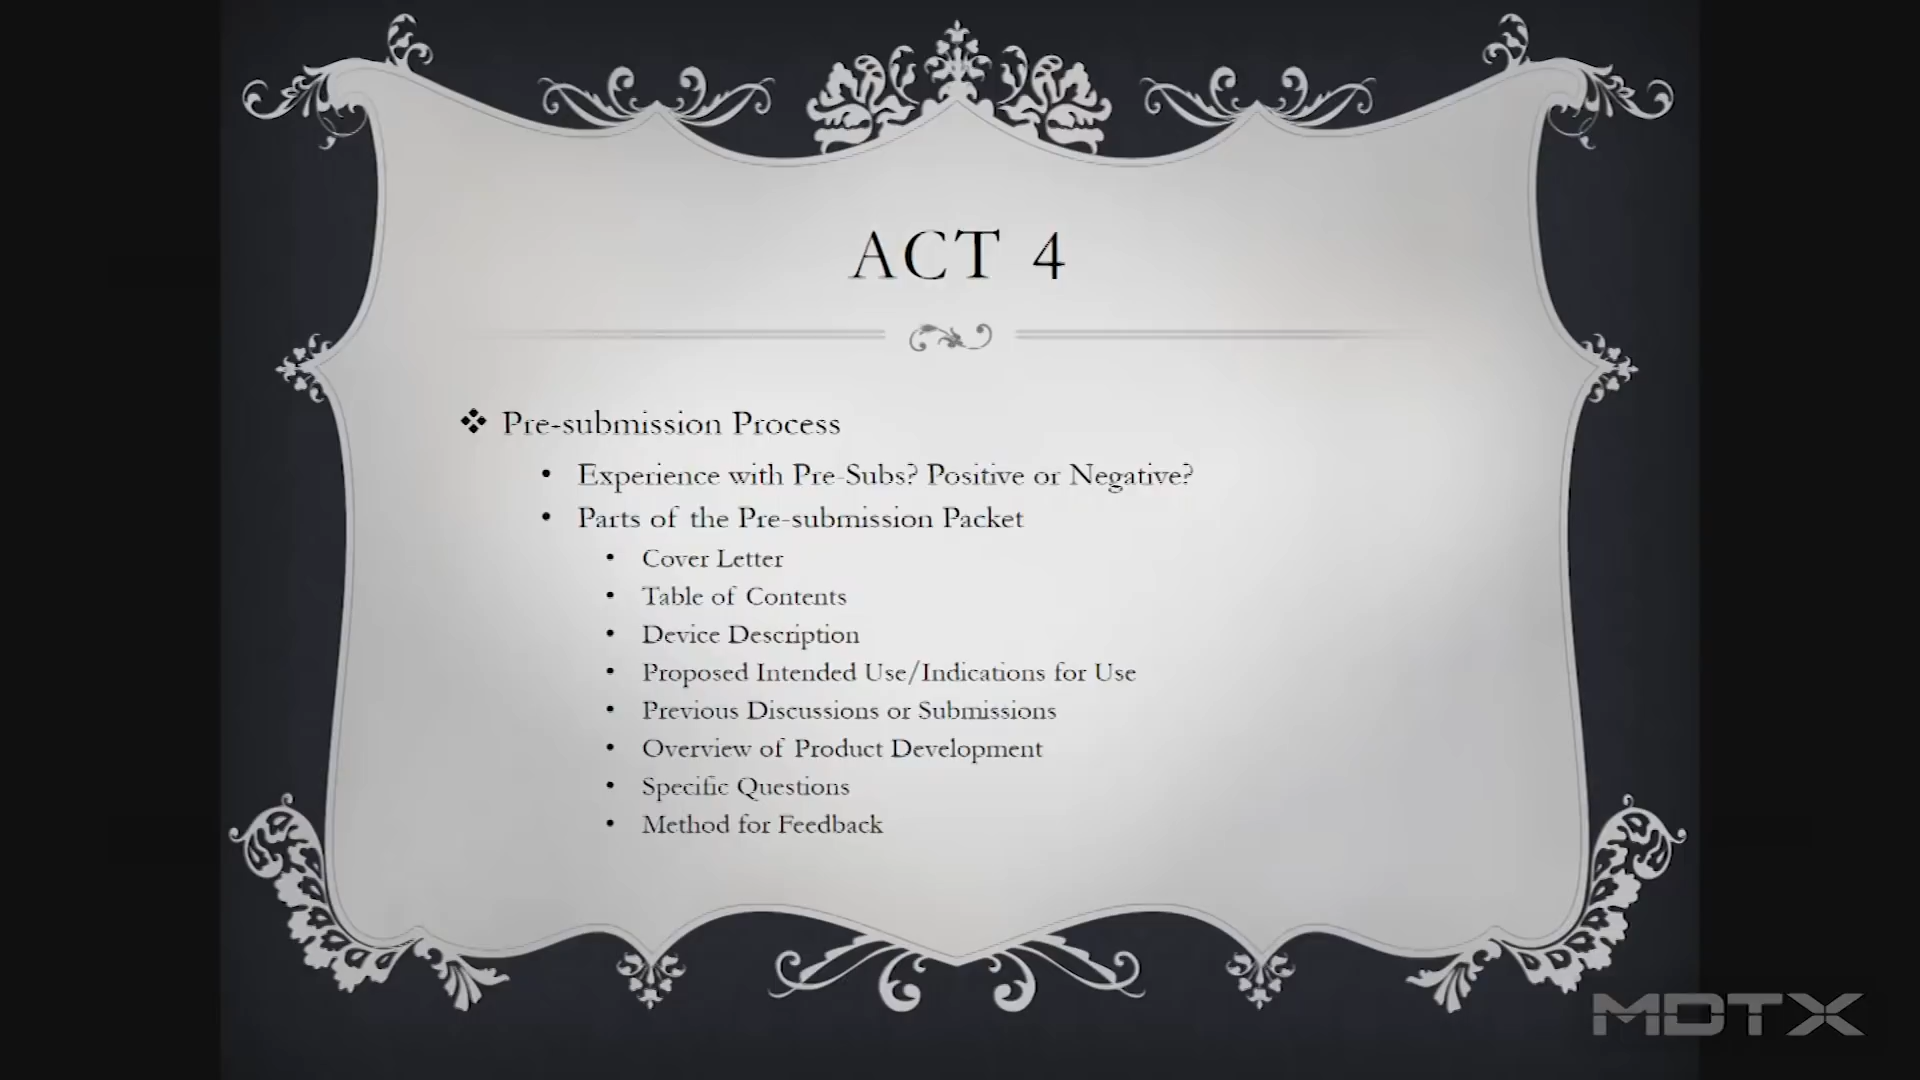 ACT 4
❖ Pre-submission Process
• Experience with Pre-Subs? Positive or Negative?
• Parts of the Pre-submission Packet
• Cover Letter
• Table of Contents
• Device Description
• Proposed Intended Use/Indications for Use
• Previous Discussions or Submissions
• Overview of Product Development
• Specific Questions
• Method for Feedback
MDTX